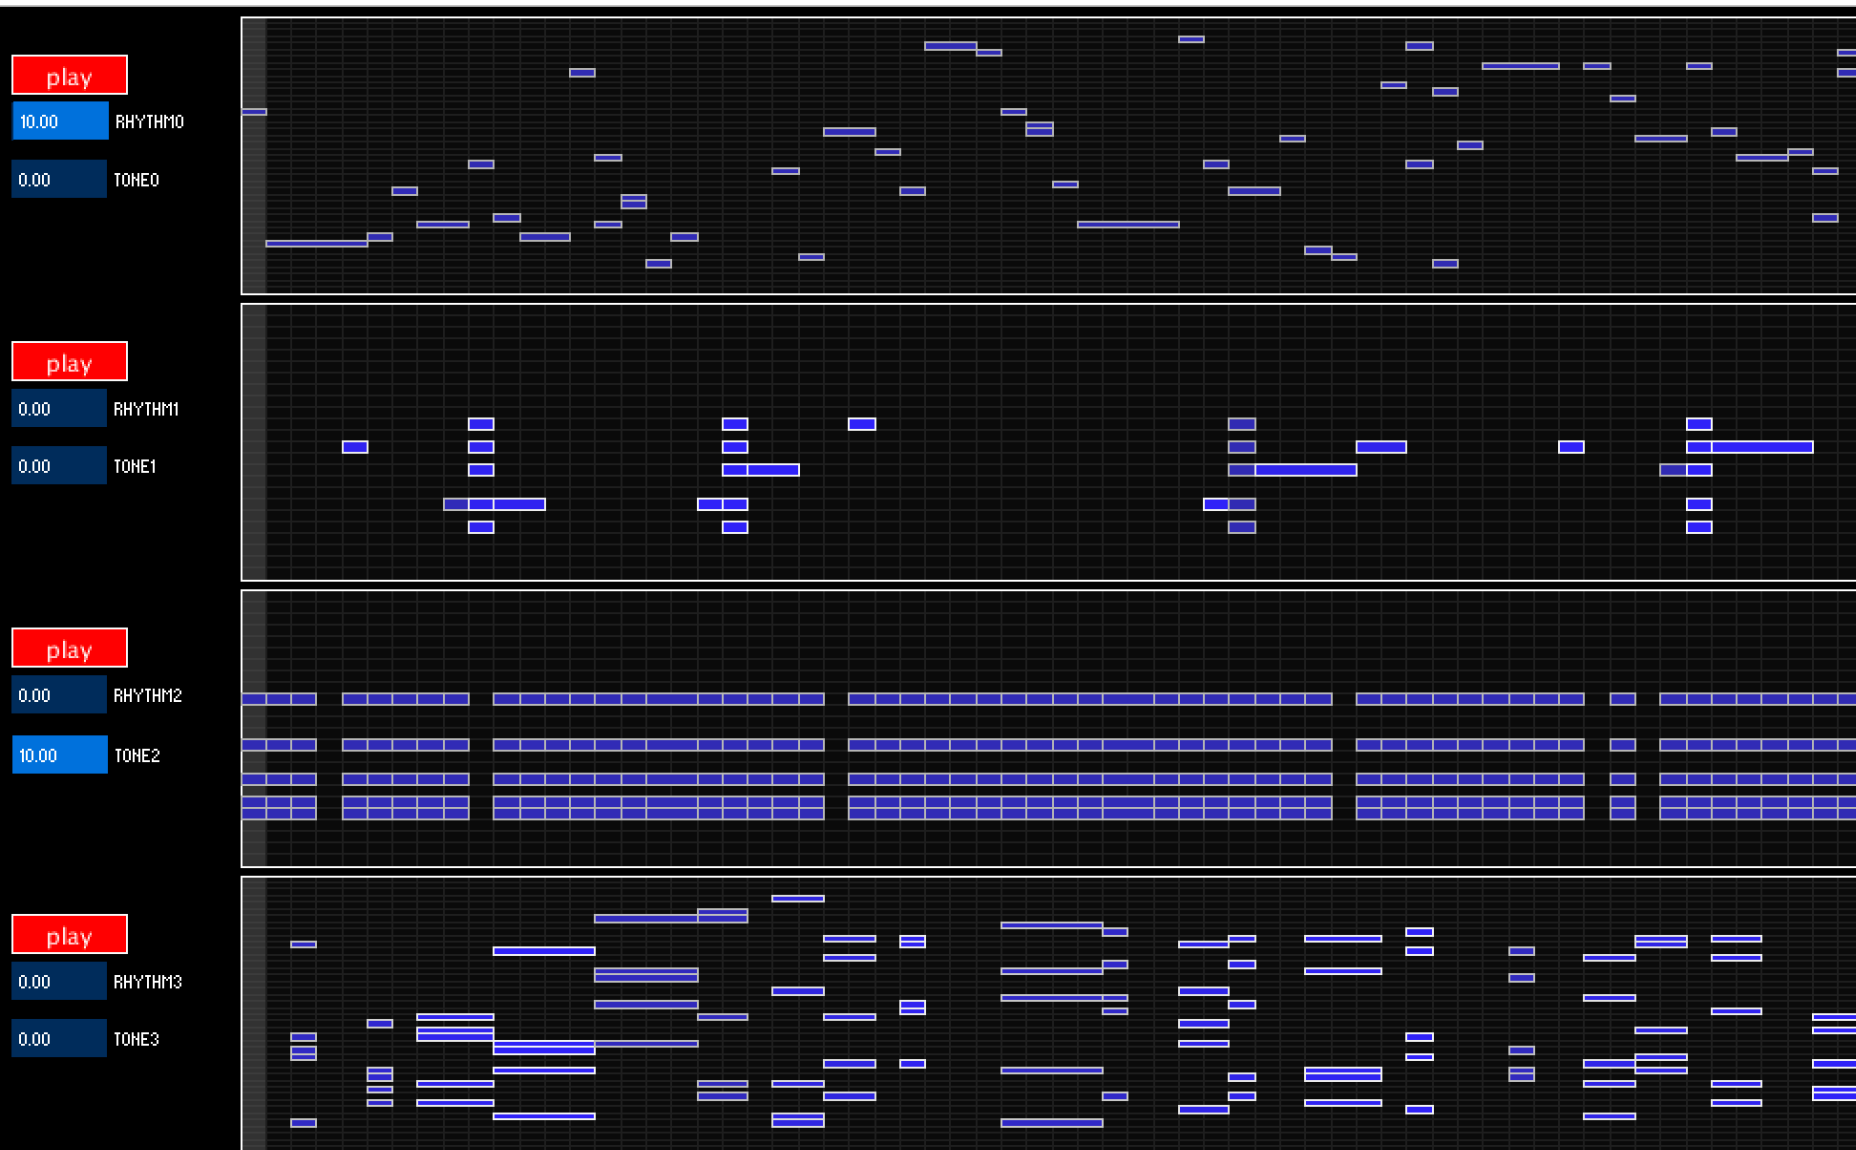 play
10.00 RHYTHM0
0.00 TONE0
play
0.00 RHYTHM1
0.00 TONE1
play
0.00 RHYTHM2
10.00 TONE2
play
0.00 RHYTHM3
0.00 TONE3